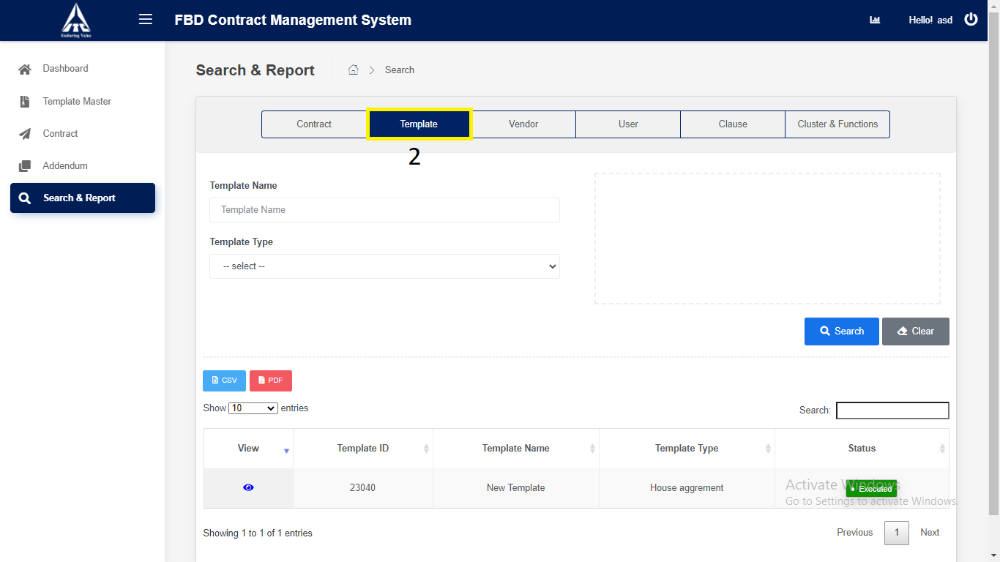 FBD Contract Management System
Hello! asd
Enduring Value
Dashboard
Template Master
Contract
Addendum
Search & Report
Search & Report
Search
Contract
Template
Vendor
User
Clause
Cluster & Functions
2
Template Name
Template Name
Template Type
-- select --
Search
Clear
CSV
PDF
Show 10 entries
Search:
View
Template ID
Template Name
Template Type
Status
23040
New Template
House aggrement
Executed
Activate Windows
Go to Settings to activate Windows.
Showing 1 to 1 of 1 entries
Previous
1
Next